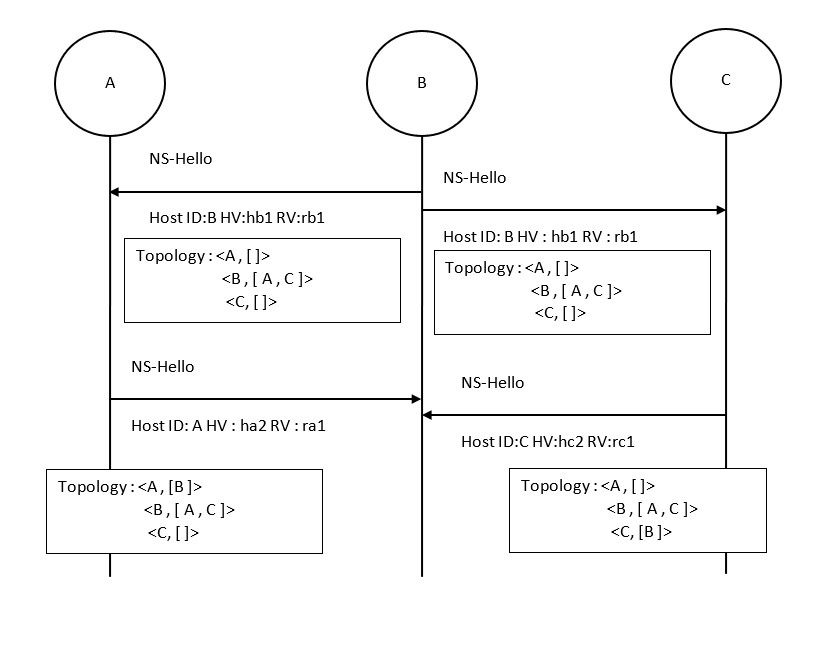 A
B
C
NS-Hello
NS-Hello
Host ID:B HV:hb1 RV:rb1
Host ID: B HV : hb1 RV : rb1
Topology : <A , [ ]>
<B , [ A , C ]>
<C, [ ]>
Topology : <A , [ ]>
<B , [ A , C ]>
<C, [ ]>
NS-Hello
NS-Hello
Host ID: A HV : ha2 RV : ra1
Host ID:C HV:hc2 RV:rc1
Topology : <A , [B ]>
<B , [ A , C ]>
<C, [ ]>
Topology : <A , [ ]>
<B , [ A , C ]>
<C, [B ]>